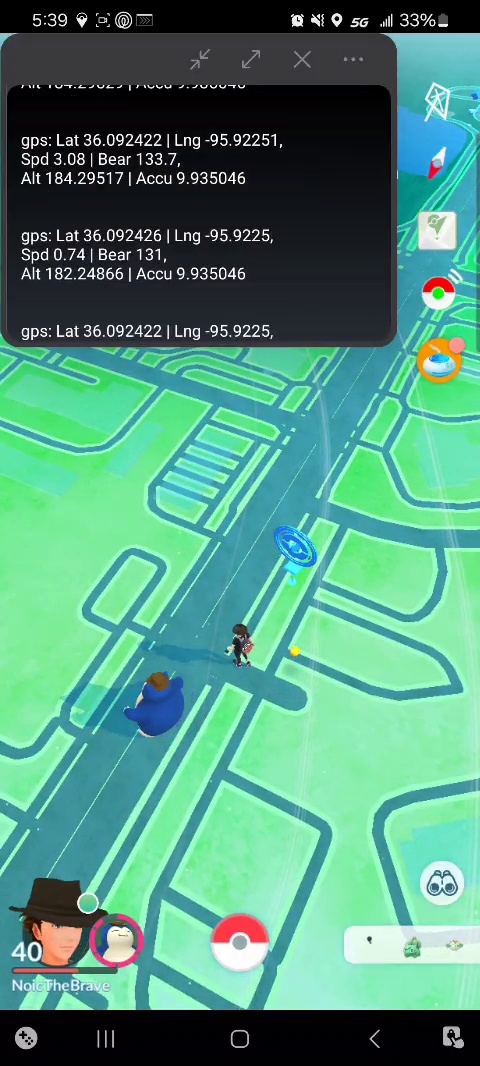 5:39
5G
33%
Alt 184.29629 | Accu 9.935046
gps: Lat 36.092422 | Lng -95.92251,
Spd 3.08 | Bear 133.7,
Alt 184.29517 | Accu 9.935046
gps: Lat 36.092426 | Lng -95.9225,
Spd 0.74 | Bear 131,
Alt 182.24866 | Accu 9.935046
gps: Lat 36.092422 | Lng -95.9225,
40
NoicTheBrave